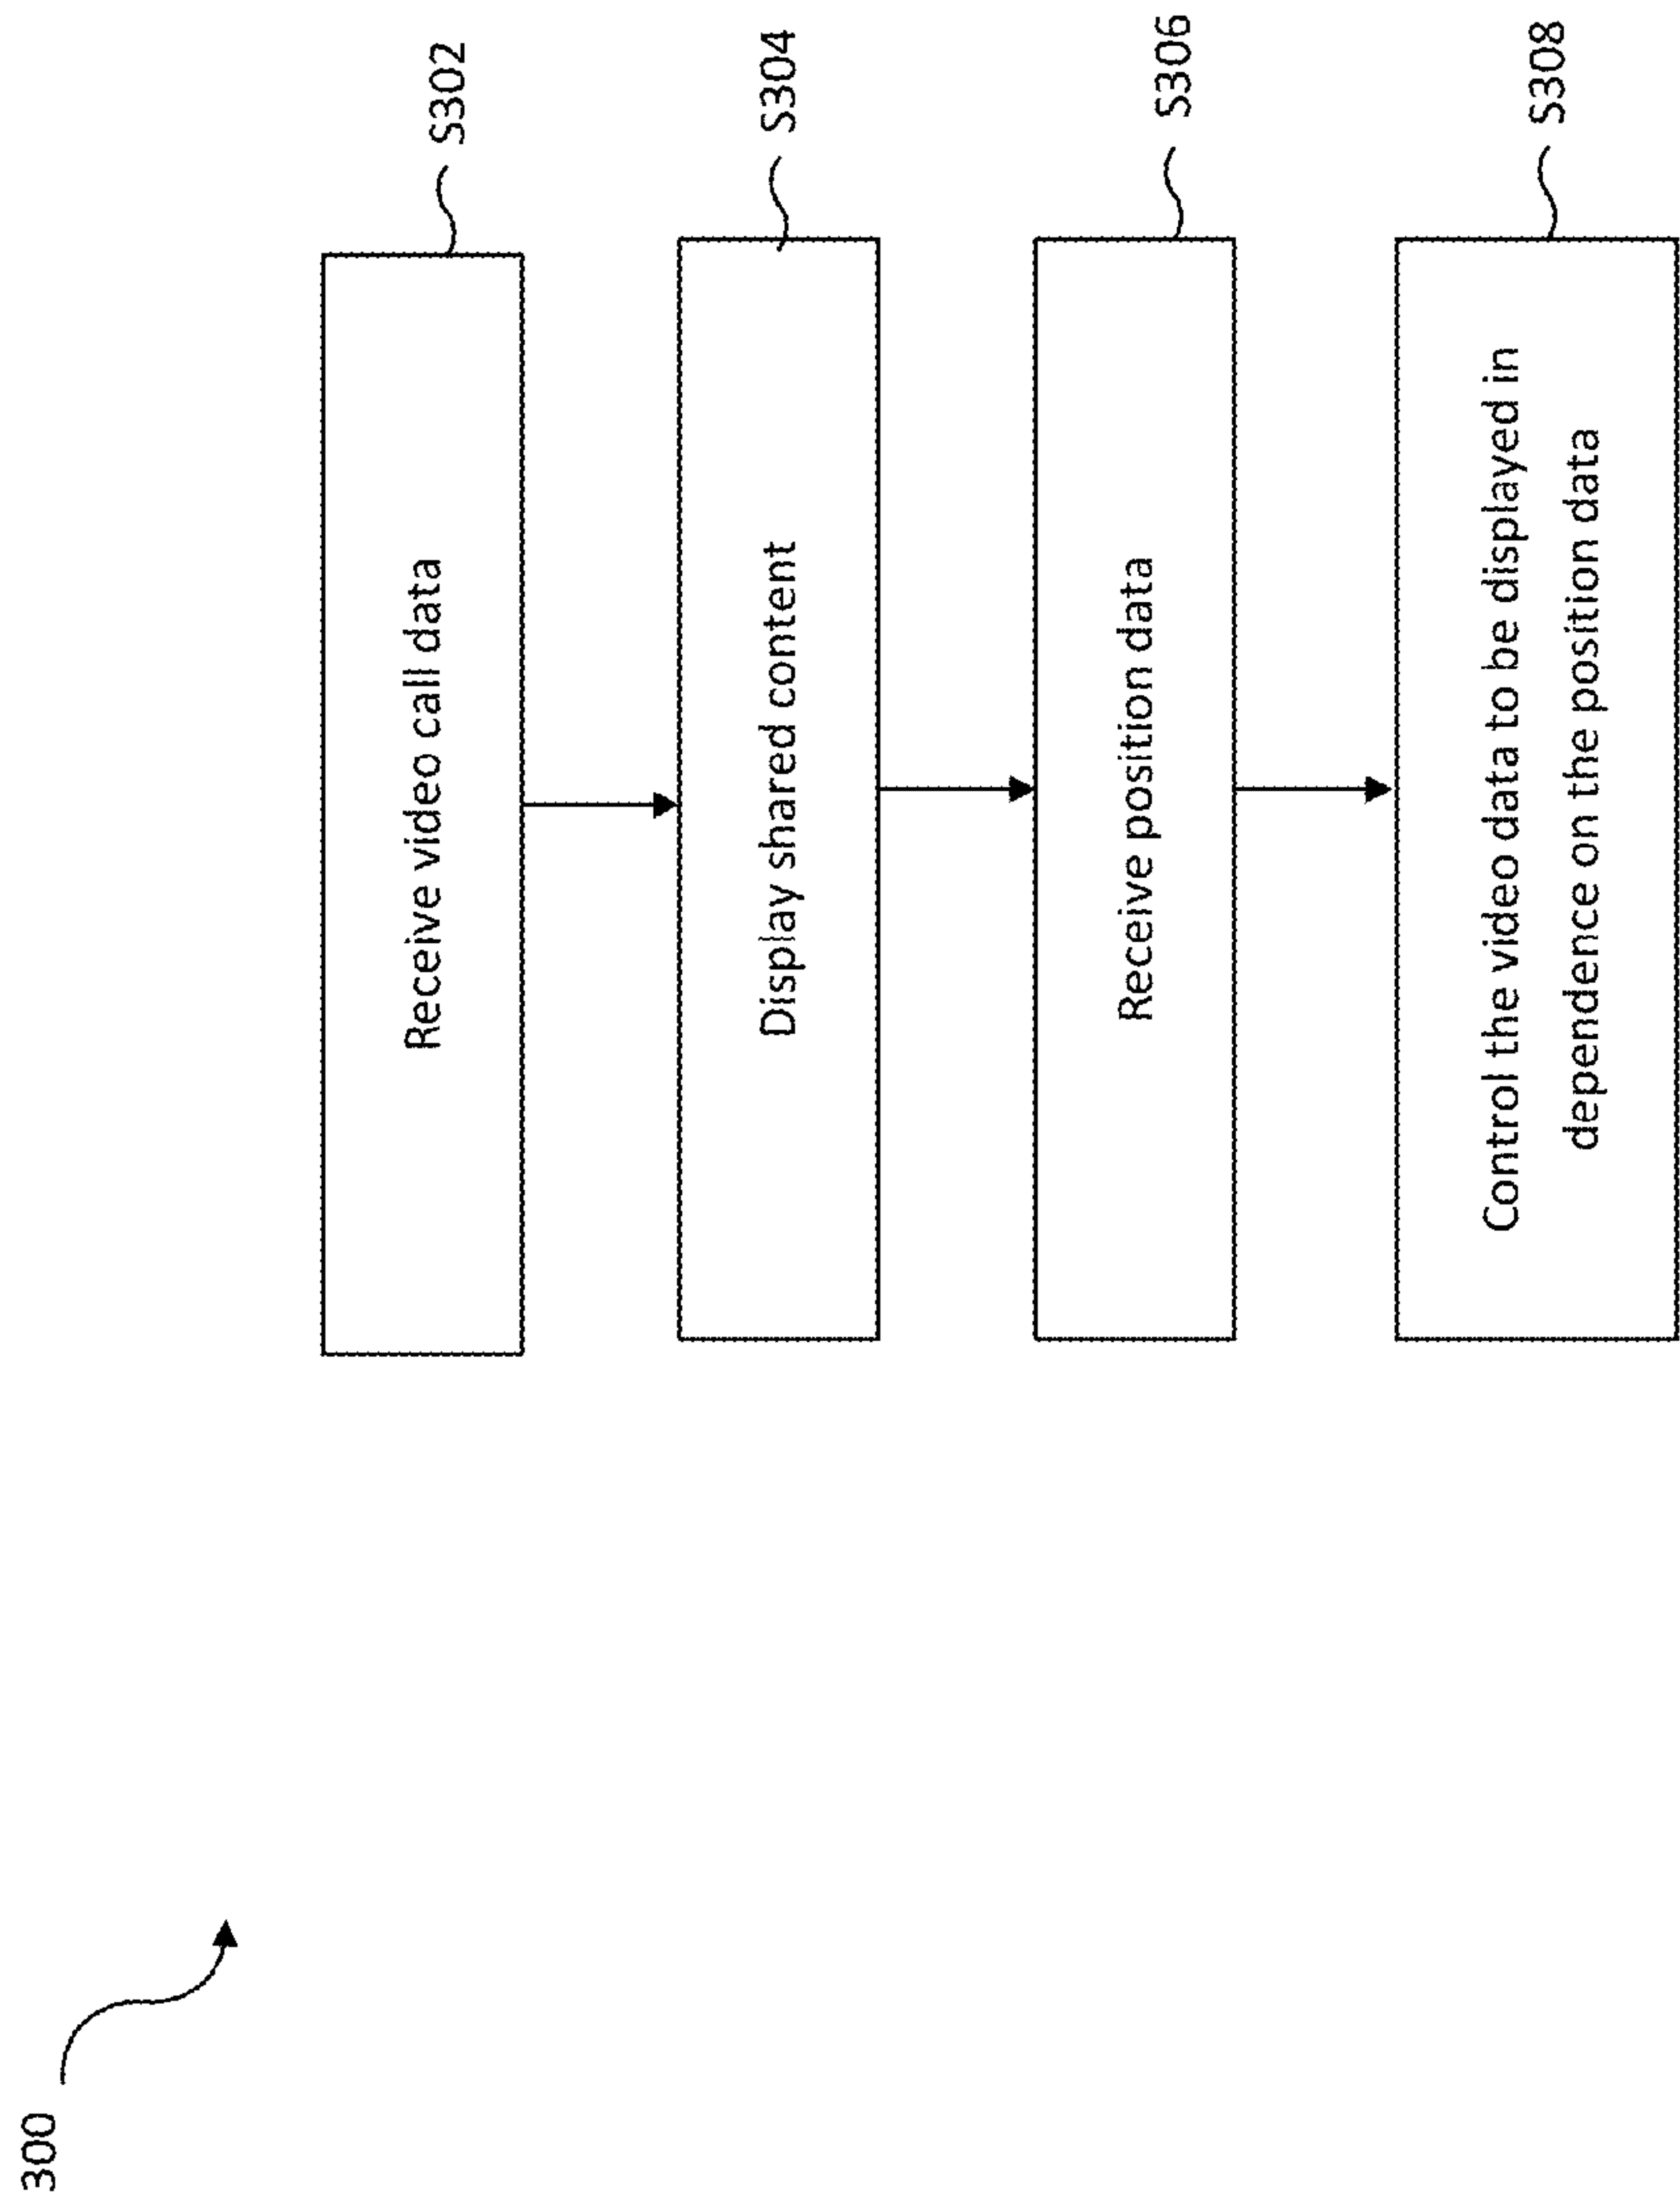 300
Receive video call data
S302
Display shared content
S304
Receive position data
S306
Control the video data to be displayed in
dependence on the position data
S308